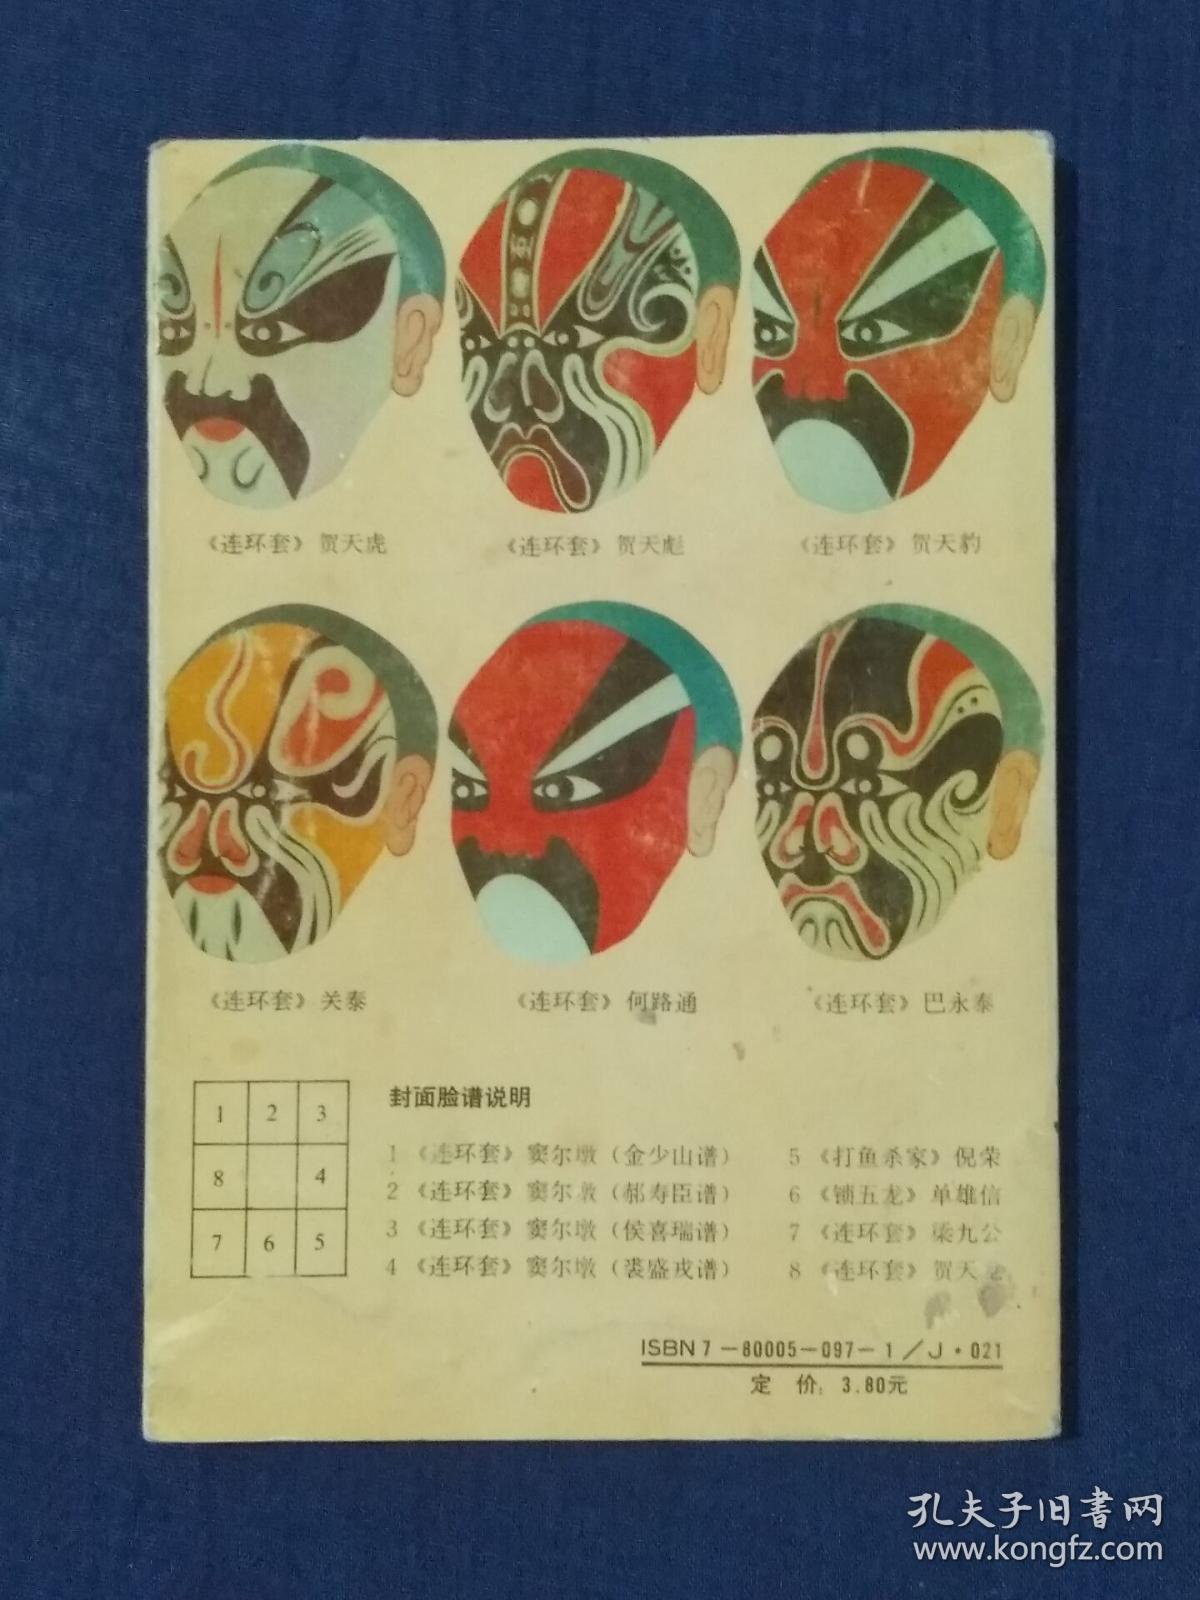 《连环套》贺天虎
《连环套》贺天彪
《连环套》贺天豹
《连环套》关泰
《连环套》何路通
《连环套》巴永泰
1 2 3
8 4
7 6 5
封面脸谱说明
1 《连环套》窦尔墩(金少山谱)
2 《连环套》窦尔墩(郝寿臣谱)
3 《连环套》窦尔墩(侯喜瑞谱)
4 《连环套》窦尔墩(裘盛戎谱)
5 《打鱼杀家》倪荣
6 《锁五龙》单雄信
7 《连环套》梁九公
8 《连环套》贺天
ISBN 7-80005-097-1/J·021
定 价: 3.80元
孔夫子旧書网
www.kongfz.com